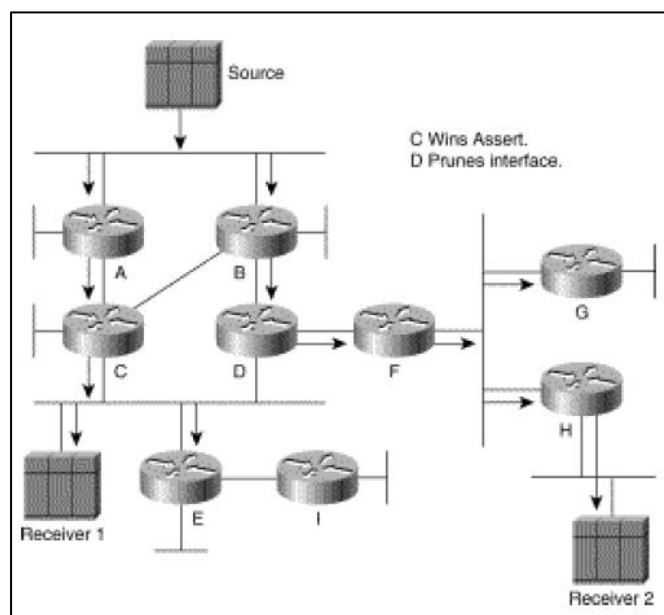 Source
C Wins Assert.
D Prunes interface.
A
B
G
C
D
F
H
E
I
Receiver 1
Receiver 2